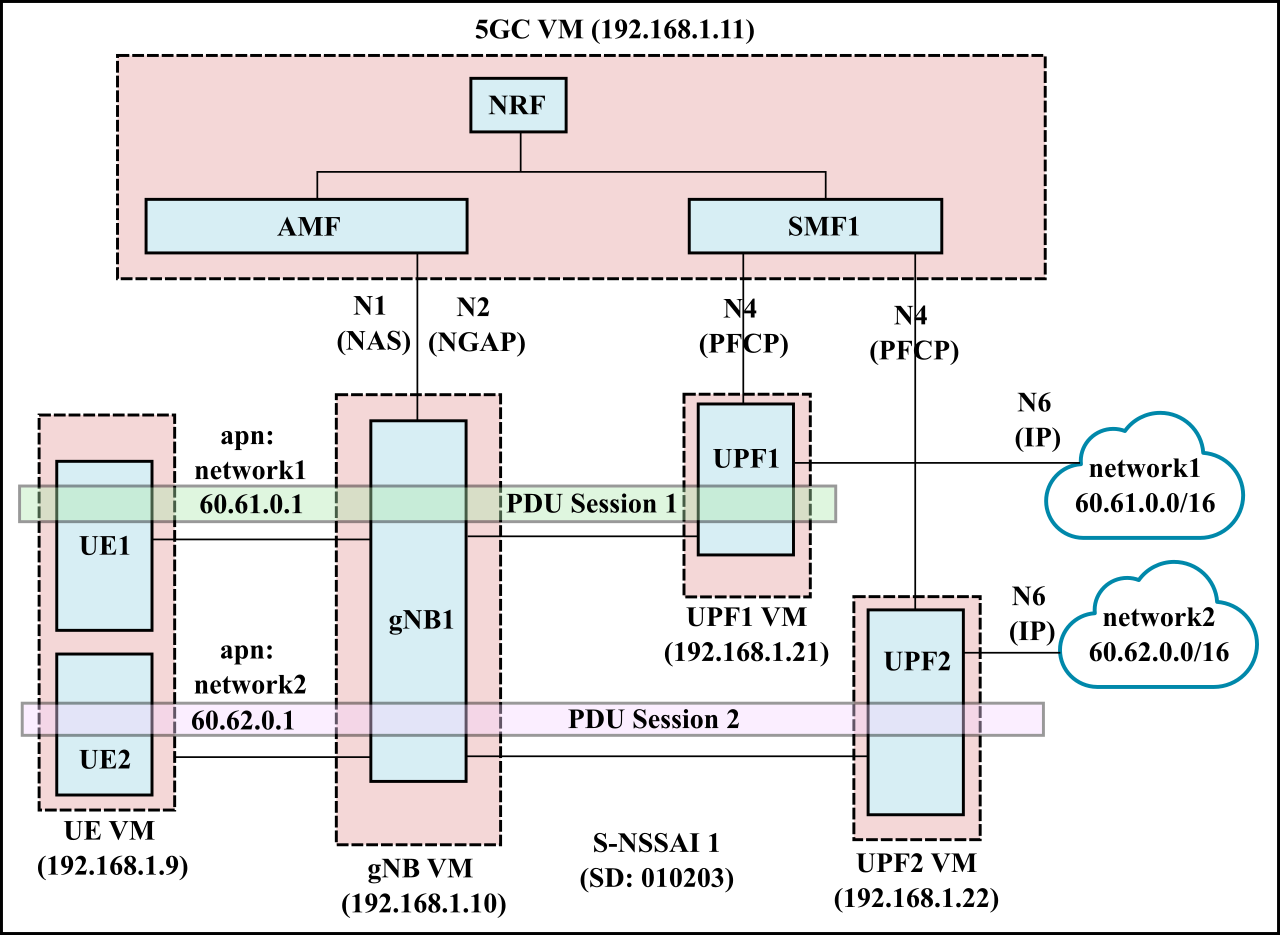 5GC VM (192.168.1.11)
NRF
AMF
SMF1
N1
(NAS)
N2
(NGAP)
N4
(PFCP)
N4
(PFCP)
apn:
network1
60.61.0.1
PDU Session 1
UE1
gNB1
UPF1
N6
(IP)
network1
60.61.0.0/16
UPF1 VM
(192.168.1.21)
N6
(IP)
network2
60.62.0.0/16
apn:
network2
60.62.0.1
PDU Session 2
UE2
UPF2
UE VM
(192.168.1.9)
gNB VM
(192.168.1.10)
S-NSSAI 1
(SD: 010203)
UPF2 VM
(192.168.1.22)